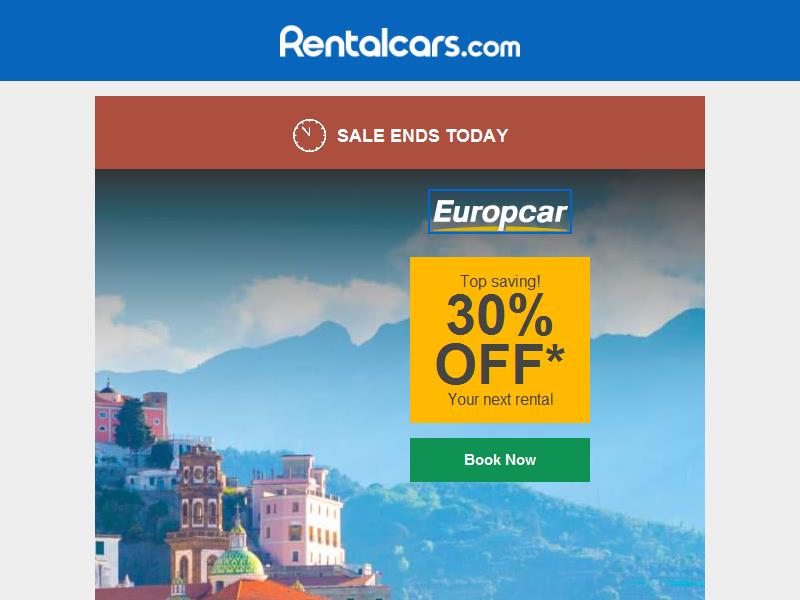 Rentalcars.com
SALE ENDS TODAY
Europcar
Top saving!
30%
OFF*
Your next rental
Book Now